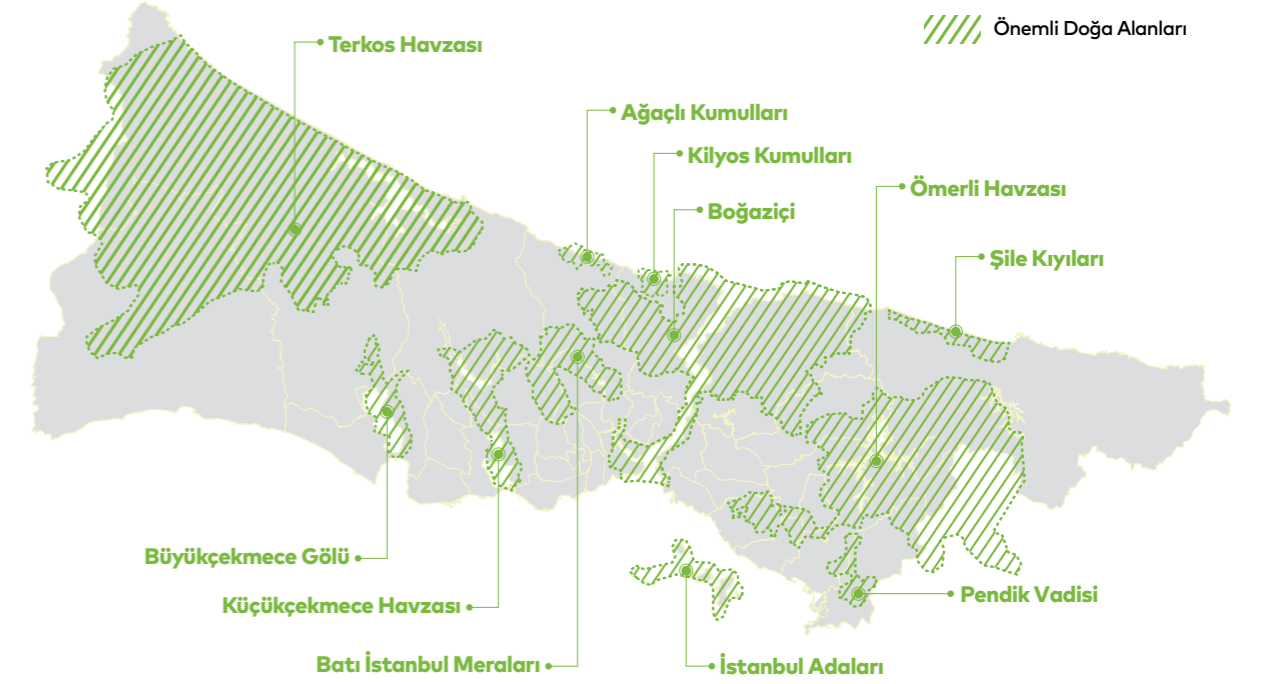 Önemli Doğa Alanları
Terkos Havzası
Ağaçlı Kumulları
Kilyos Kumulları
Ömerli Havzası
Boğaziçi
Şile Kıyıları
Büyükçekmece Gölü
Pendik Vadisi
Küçükçekmece Havzası
Batı İstanbul Meraları
İstanbul Adaları